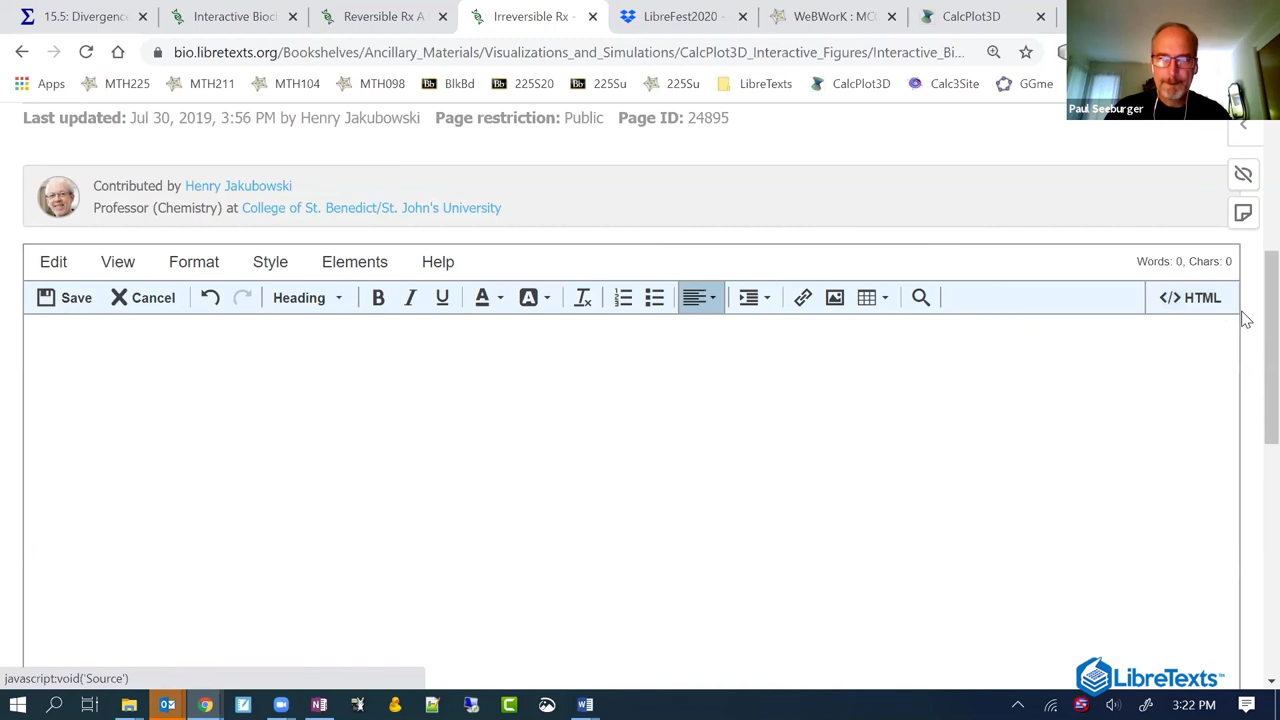 15.5: Divergenc
Interactive Bioc
Reversible Rx A
Irreversible Rx -
LibreFest2020
WeBWorK : MC
CalcPlot3D
bio.libretexts.org/Bookshelves/Ancillary_Materials/Visualizations_and_Simulations/CalcPlot3D_Interactive_Figures/Interactive_Bi...
Apps MTH225 MTH211 MTH104 MTH098 BlkBd 225S20 225Su 225Su LibreTexts CalcPlot3D Calc3Site GGme
Paul Seeburger
Last updated: Jul 30, 2019, 3:56 PM by Henry Jakubowski Page restriction: Public Page ID: 24895
Contributed by Henry Jakubowski
Professor (Chemistry) at College of St. Benedict/St. John's University
Edit View Format Style Elements Help Words: 0, Chars: 0
Save Cancel Heading B I U A A Tx </> HTML
javascript:void('Source')
LibreTexts™
3:22 PM